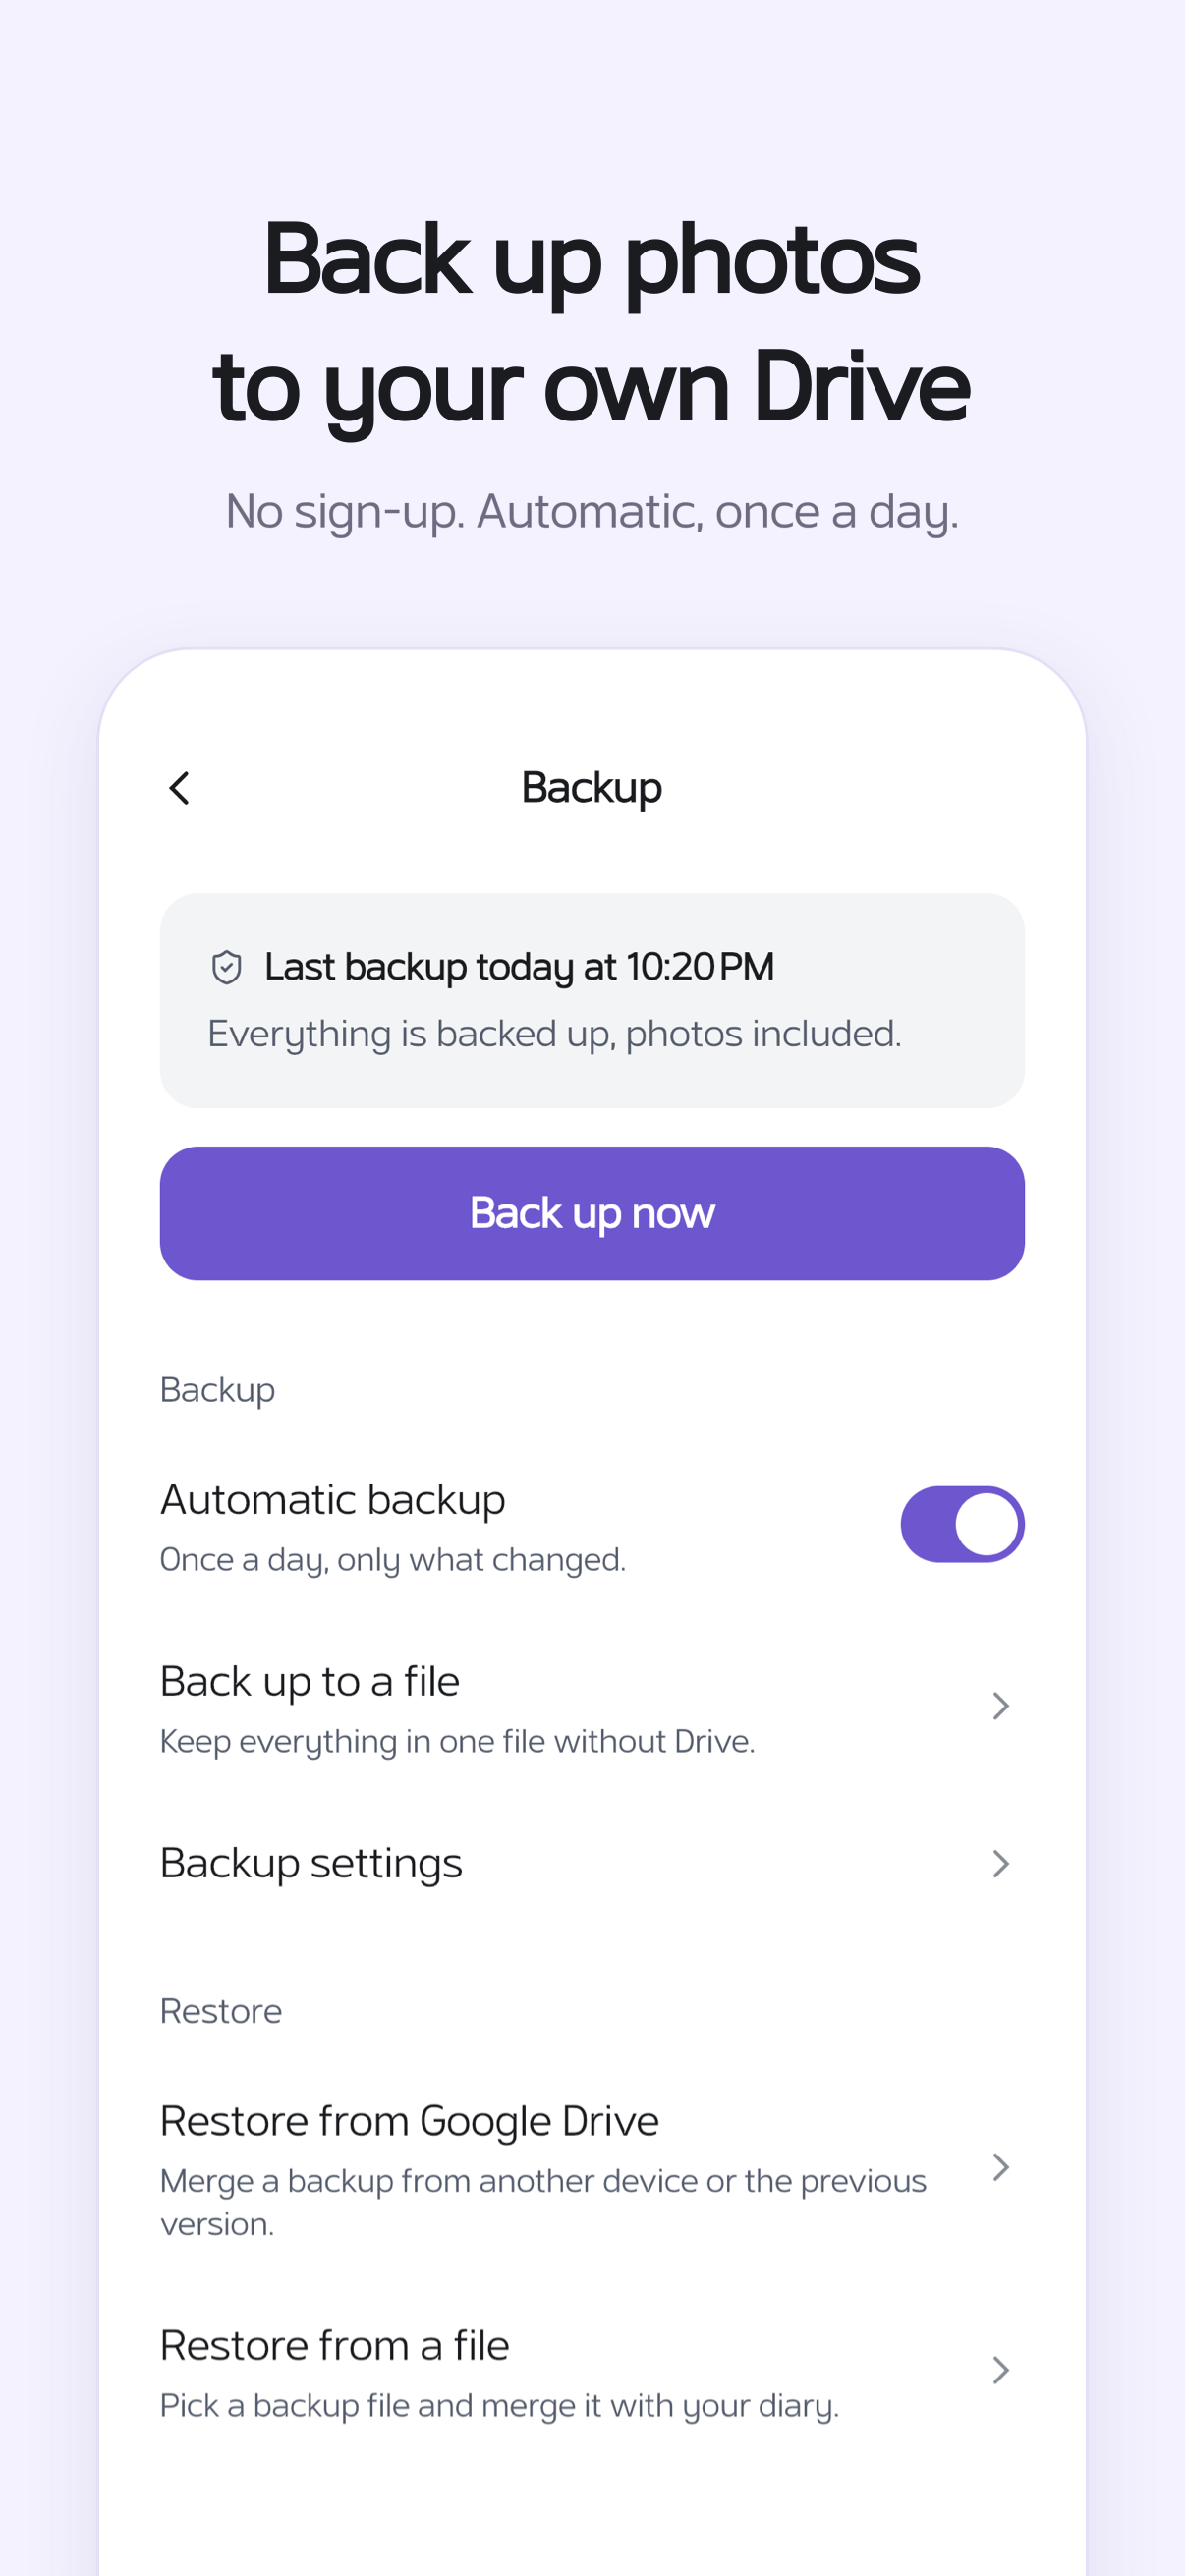 Back up photos
to your own Drive
No sign-up. Automatic, once a day.
Backup
Last backup today at 10:20 PM
Everything is backed up, photos included.
Back up now
Backup
Automatic backup
Once a day, only what changed.
Back up to a file
Keep everything in one file without Drive.
Backup settings
Restore
Restore from Google Drive
Merge a backup from another device or the previous
version.
Restore from a file
Pick a backup file and merge it with your diary.